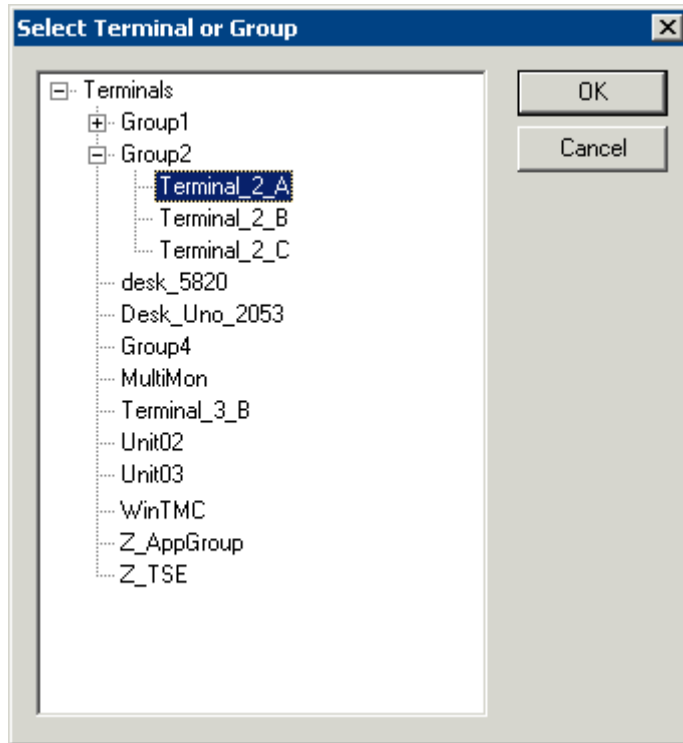 Select Terminal or Group
Terminals
Group1
Group2
Terminal_2_A
Terminal_2_B
Terminal_2_C
desk_5820
Desk_Uno_2053
Group4
MultiMon
Terminal_3_B
Unit02
Unit03
WinTMC
Z_AppGroup
Z_TSE
OK
Cancel